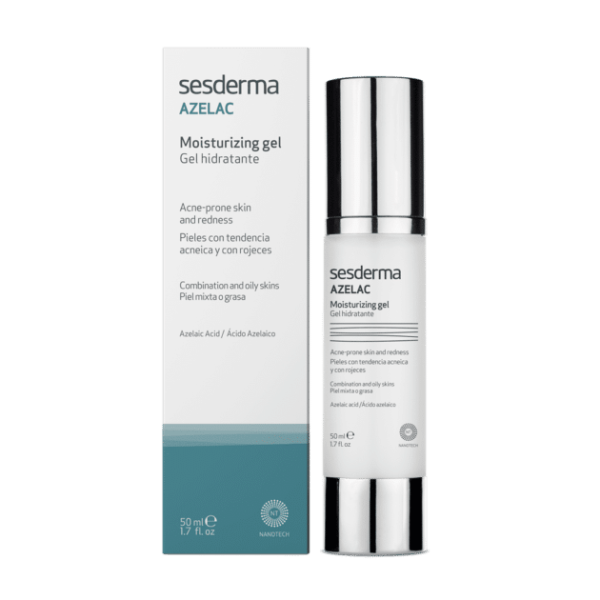 sesderma
AZELAC
Moisturizing gel
Gel hidratante
Acne-prone skin
and redness
Pieles con tendencia
acneica y con rojeces
Combination and oily skins
Piel mixta o grasa
Azelaic Acid / Ácido Azelaico
50 ml ℮
1.7 fl. oz
NT
NANOTECH
sesderma
AZELAC
Moisturizing gel
Gel hidratante
Acne-prone skin and redness
Pieles con tendencia acneica
y con rojeces
Combination and oily skins
Piel mixta o grasa
Azelaic acid /Ácido azelaico
50 ml ℮
1.7 fl. oz
NT
NANOTECH